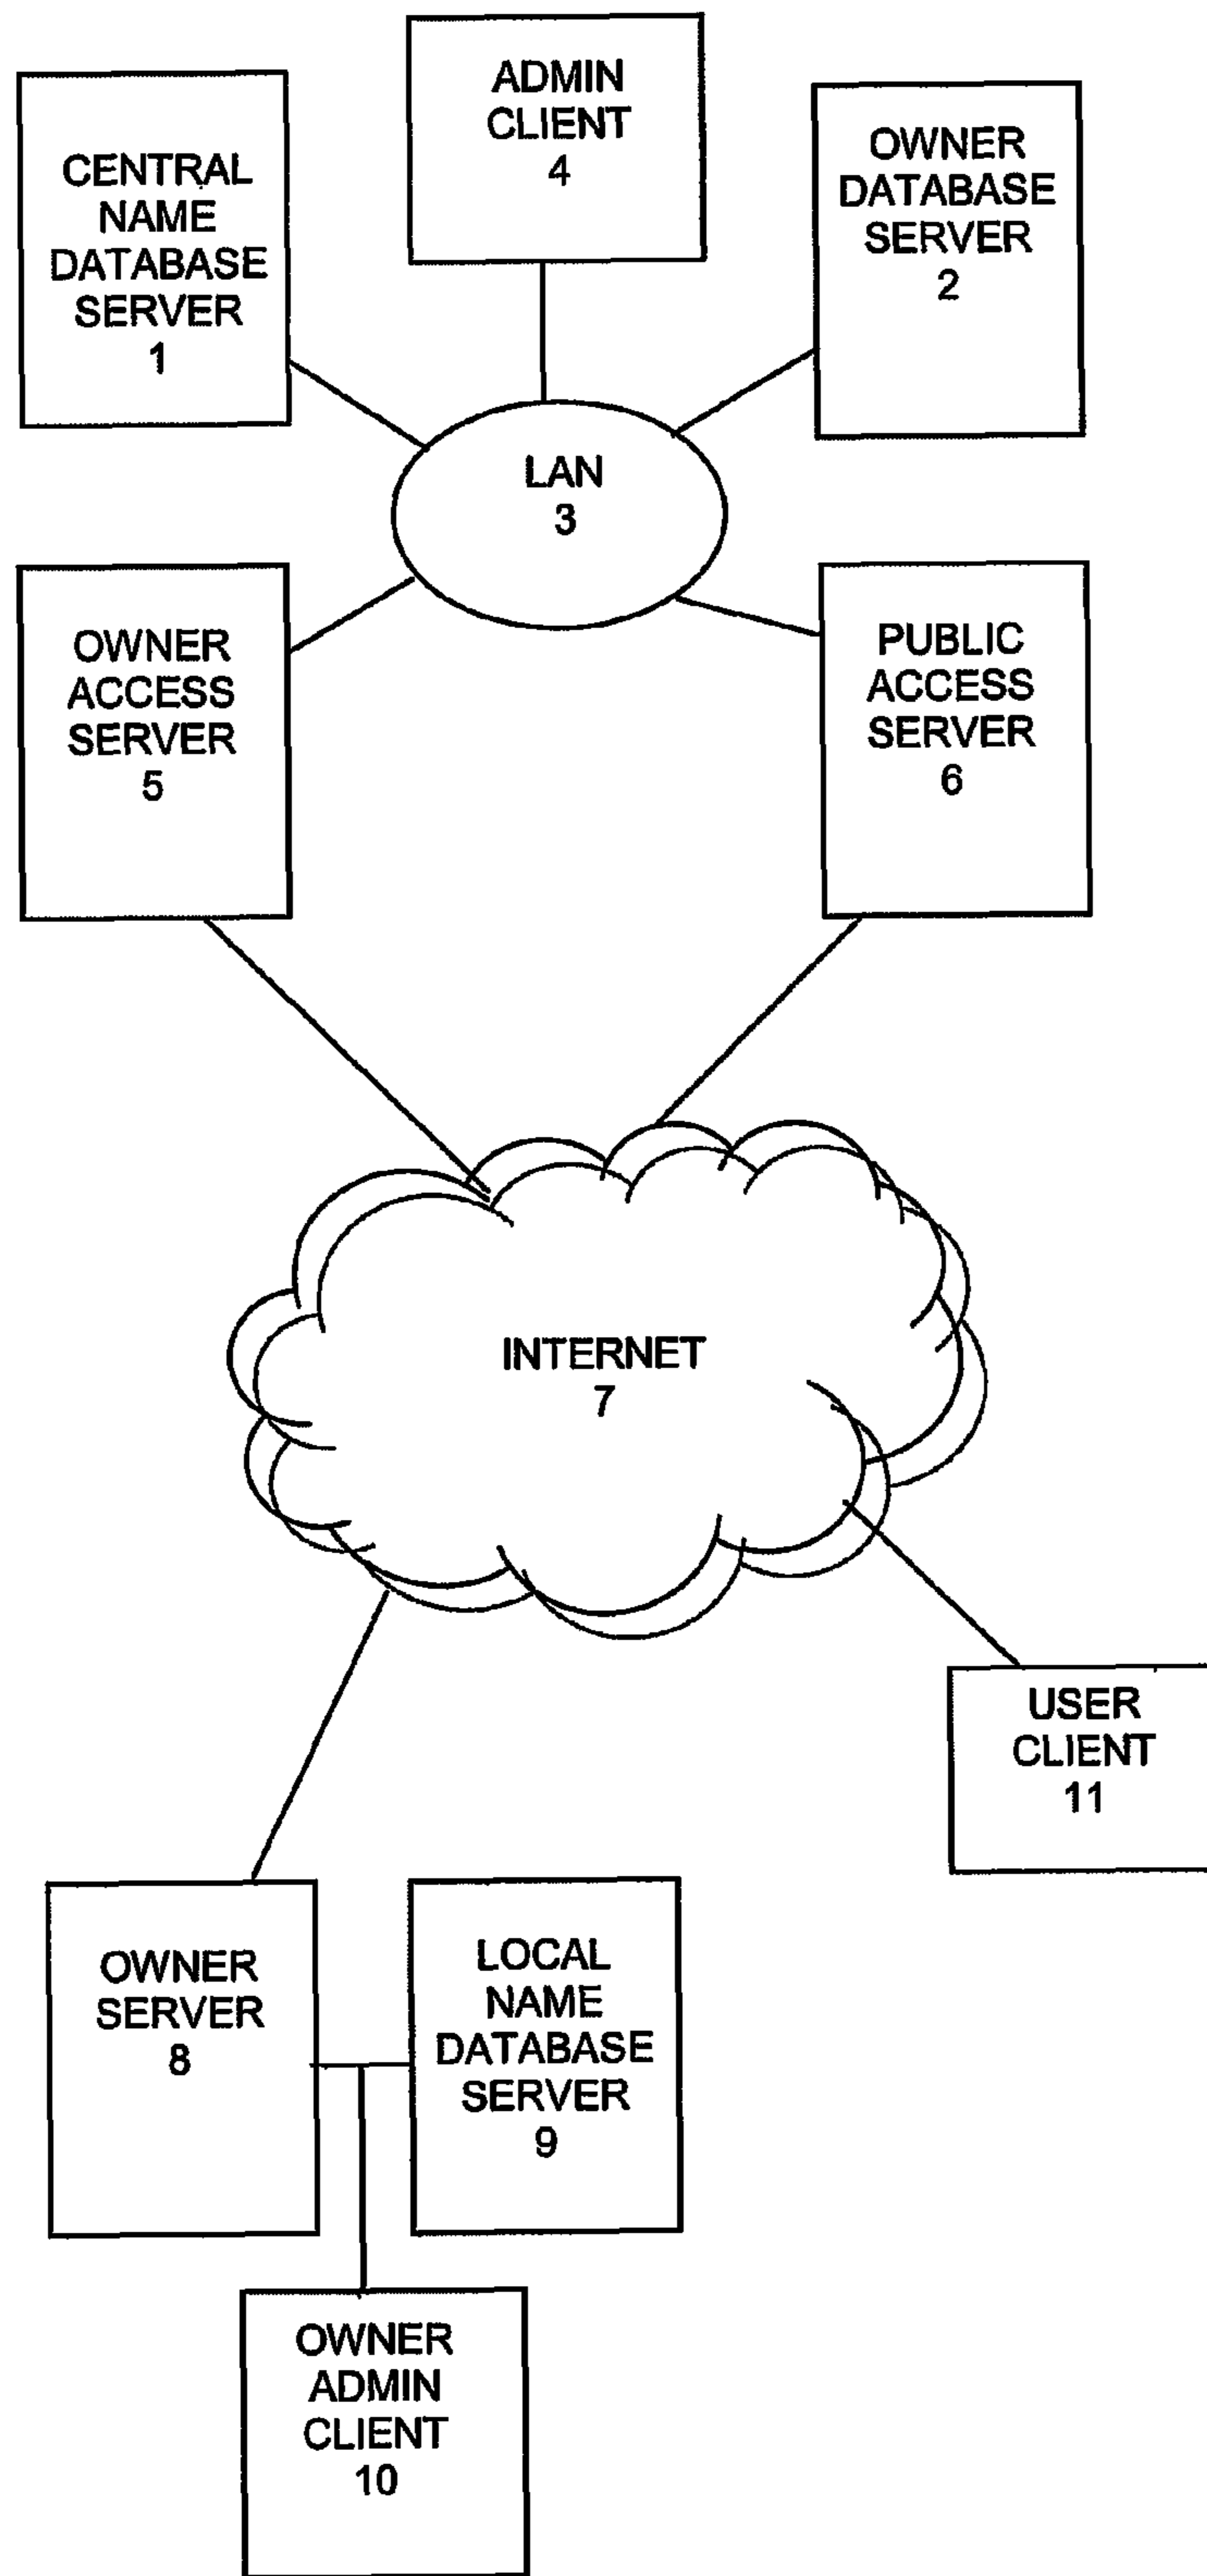 ADMIN
CLIENT
4
CENTRAL
NAME
DATABASE
SERVER
1
OWNER
DATABASE
SERVER
2
LAN
3
OWNER
ACCESS
SERVER
5
PUBLIC
ACCESS
SERVER
6
INTERNET
7
USER
CLIENT
11
OWNER
SERVER
8
LOCAL
NAME
DATABASE
SERVER
9
OWNER
ADMIN
CLIENT
10